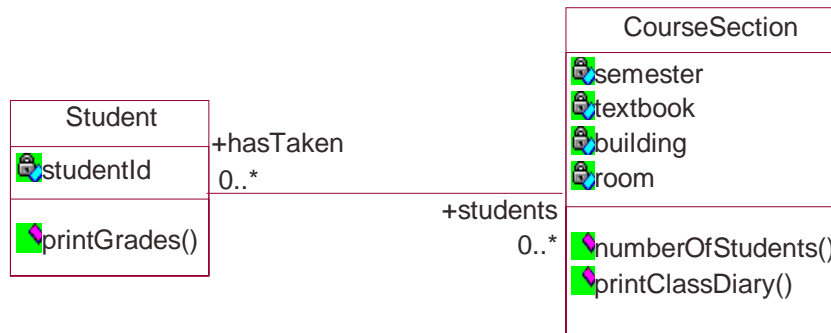 Student
studentId
printGrades()
+hasTaken
0..*
+students
0..*
CourseSection
semester
textbook
building
room
numberOfStudents()
printClassDiary()